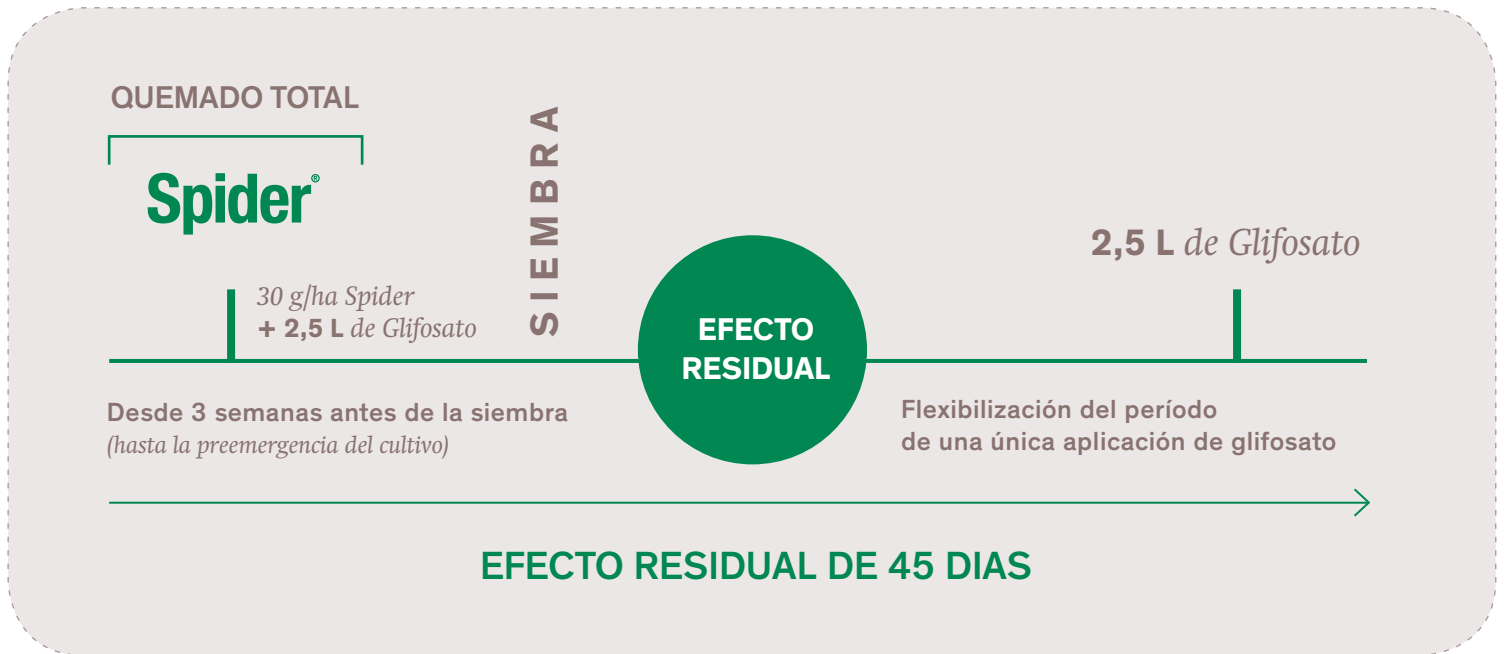 QUEMADO TOTAL
Spider®
30 g/ha Spider
+ 2,5 L de Glifosato
SIEMBRA
EFECTO
RESIDUAL
2,5 L de Glifosato
Desde 3 semanas antes de la siembra
(hasta la preemergencia del cultivo)
Flexibilización del período
de una única aplicación de glifosato
EFECTO RESIDUAL DE 45 DIAS